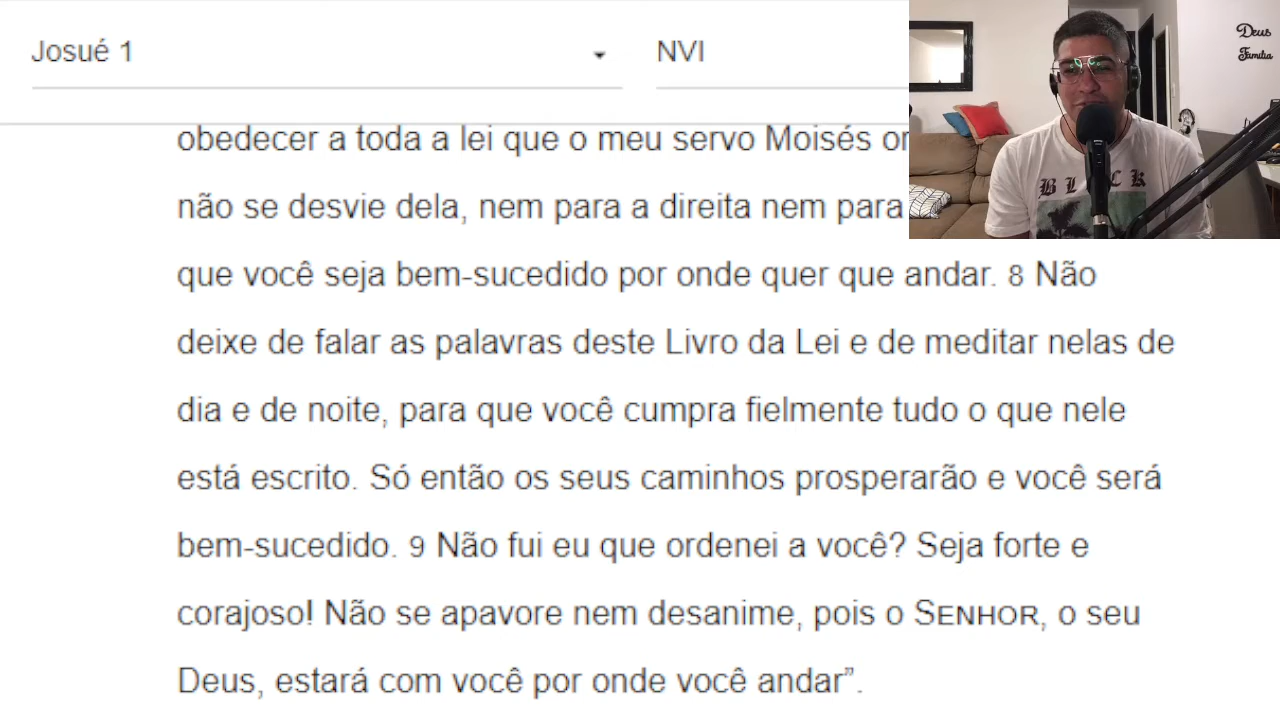 Josué 1
NVI
obedecer a toda a lei que o meu servo Moisés
não se desvie dela, nem para a direita nem para
que você seja bem-sucedido por onde quer que andar. 8 Não
deixe de falar as palavras deste Livro da Lei e de meditar nelas de
dia e de noite, para que você cumpra fielmente tudo o que nele
está escrito. Só então os seus caminhos prosperarão e você será
bem-sucedido. 9 Não fui eu que ordenei a você? Seja forte e
corajoso! Não se apavore nem desanime, pois o SENHOR, o seu
Deus, estará com você por onde você andar”.
Deus
Família